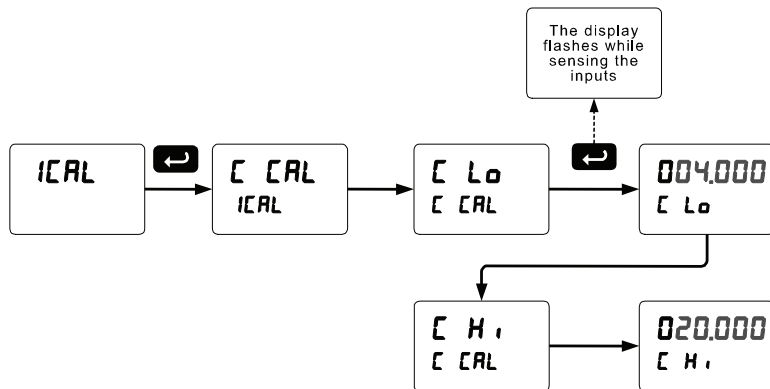 The display
flashes while
sensing the
inputs
ICAL
C CAL
ICAL
C Lo
C CAL
004.000
C Lo
C Hi
C CAL
020.000
C Hi